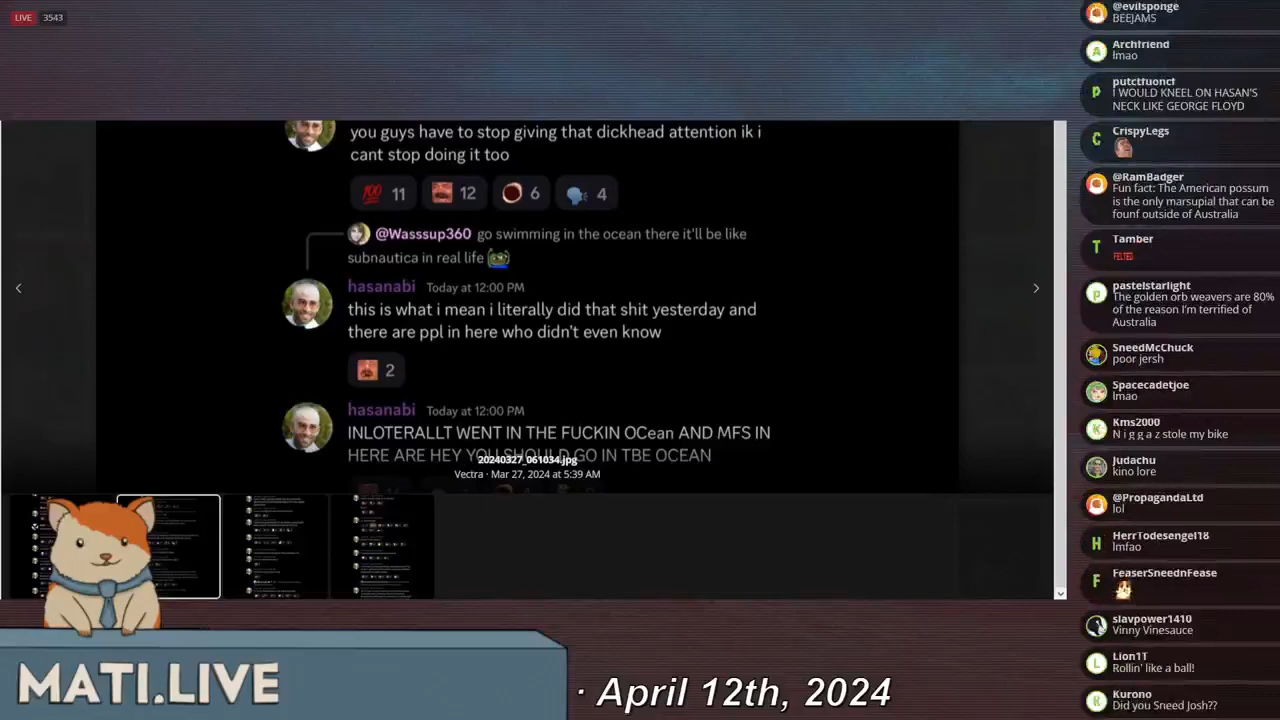 LIVE 3543
you guys have to stop giving that dickhead attention ik i
cant stop doing it too
11 12 6 4
@Wasssup360 go swimming in the ocean there it'll be like
subnautica in real life
hasanabi Today at 12:00 PM
this is what i mean i literally did that shit yesterday and
there are ppl in here who didn't even know
2
hasanabi Today at 12:00 PM
INLOTERALLT WENT IN THE FUCKIN OCean AND MFS IN
HERE ARE HEY YOU SHOULD GO IN TBE OCEAN
20240327_061034.jpg
Vectra · Mar 27, 2024 at 5:39 AM
MATI.LIVE
· April 12th, 2024
@evilsponge
BEEJAMS
Archfriend
lmao
putctfuonct
I WOULD KNEEL ON HASAN'S
NECK LIKE GEORGE FLOYD
CrispyLegs
@RamBadger
Fun fact: The American possum
is the only marsupial that can be
founf outside of Australia
Tamber
FELTED
pastelstarlight
The golden orb weavers are 80%
of the reason I'm terrified of
Australia
SneedMcChuck
poor jersh
Spacecadetjoe
lmao
Kms2000
N i g g a z stole my bike
Judachu
kino lore
@PropagandaLtd
lol
HerrTodesengel18
lmfao
FeaserSneednFease
slavpower1410
Vinny Vinesauce
Lion1T
Rollin' like a ball!
Kurono
Did you Sneed Josh??